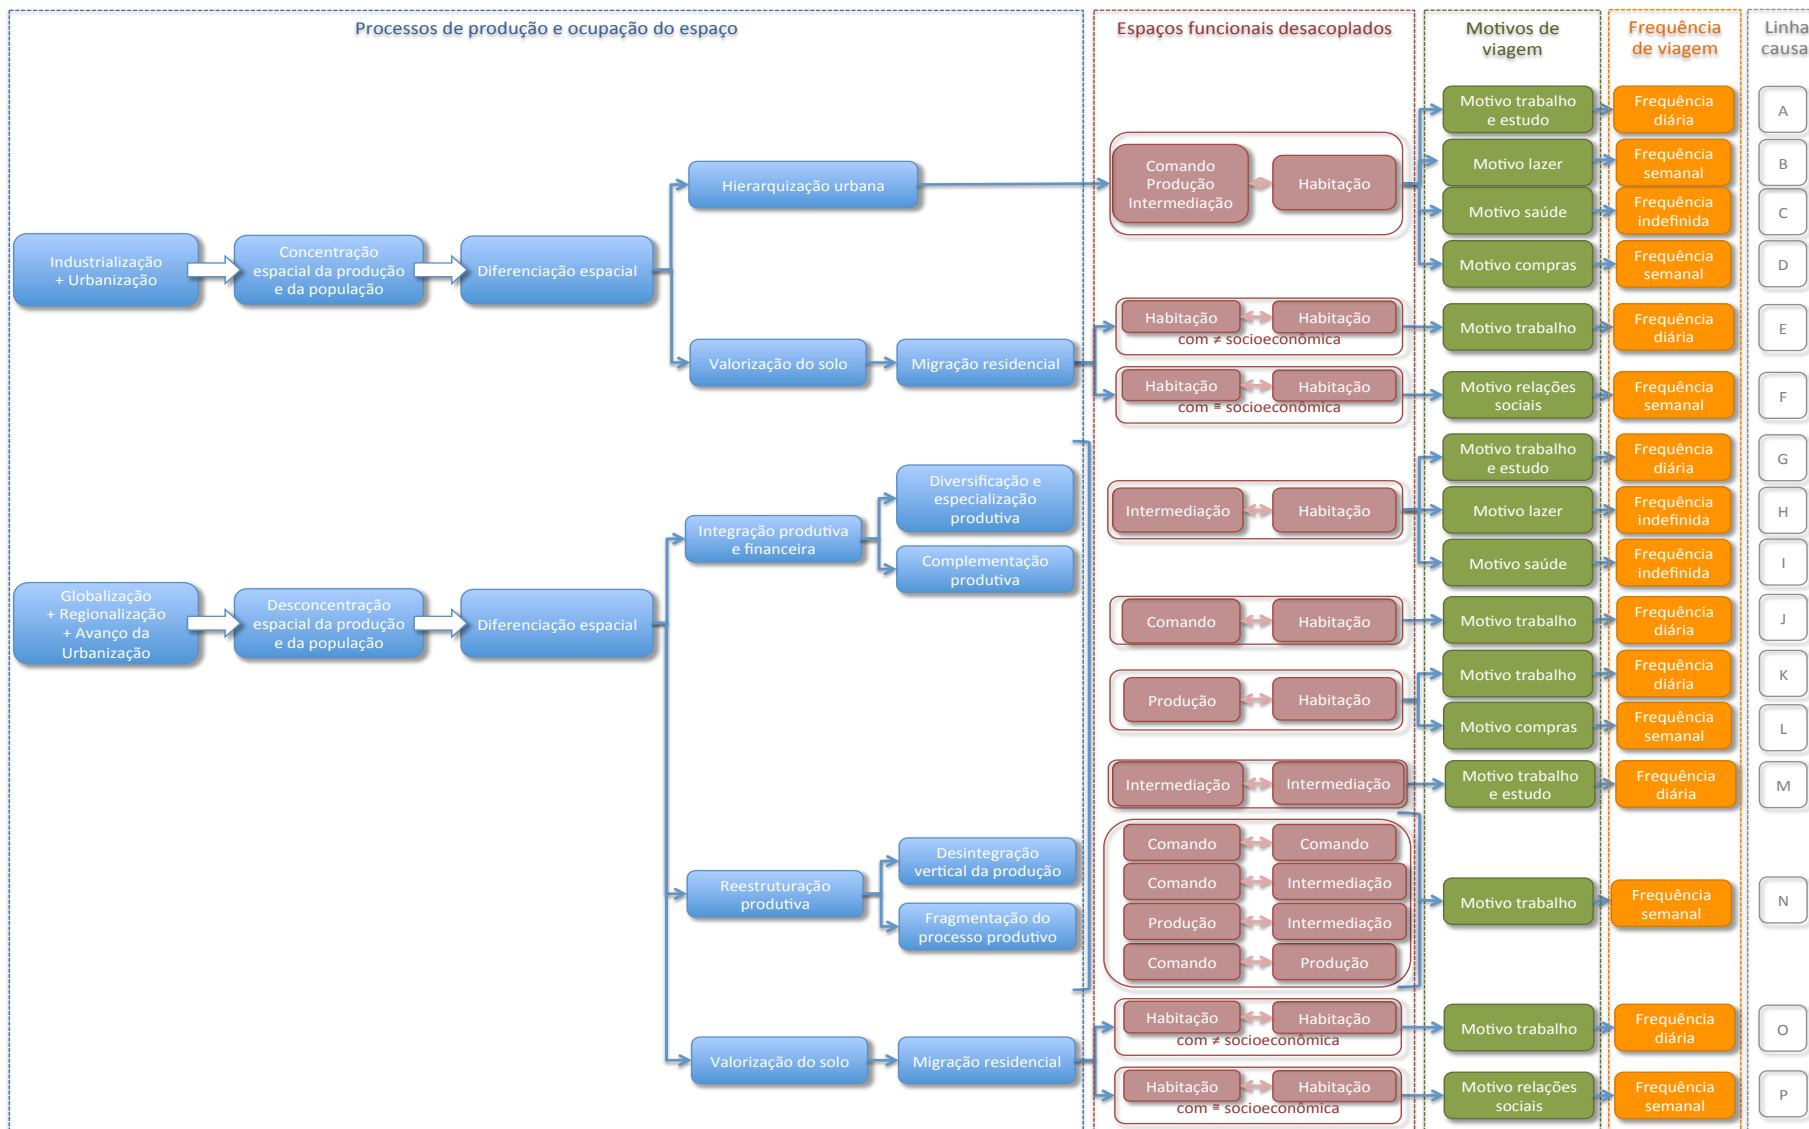 Processos de produção e ocupação do espaço
Espaços funcionais desacoplados
Motivos de
viagem
Frequência
de viagem
Linha
causa
Industrialização
+ Urbanização
Concentração
espacial da produção
e da população
Diferenciação espacial
Hierarquização urbana
Valorização do solo
Migração residencial
Comando
Produção
Intermediação
Habitação
Motivo trabalho
e estudo
Frequência
diária
A
Motivo lazer
Frequência
semanal
B
Motivo saúde
Frequência
indefinida
C
Motivo compras
Frequência
semanal
D
Habitação
Habitação
com ≠ socioeconômica
Motivo trabalho
Frequência
diária
E
Habitação
Habitação
com ≅ socioeconômica
Motivo relações
sociais
Frequência
semanal
F
Globalização
+ Regionalização
+ Avanço da
Urbanização
Desconcentração
espacial da produção
e da população
Diferenciação espacial
Integração produtiva
e financeira
Diversificação e
especialização
produtiva
Complementação
produtiva
Reestruturação
produtiva
Desintegração
vertical da produção
Fragmentação do
processo produtivo
Valorização do solo
Migração residencial
Intermediação
Habitação
Motivo trabalho
e estudo
Frequência
diária
G
Motivo lazer
Frequência
indefinida
H
Motivo saúde
Frequência
indefinida
I
Comando
Habitação
Motivo trabalho
Frequência
diária
J
Produção
Habitação
Motivo trabalho
Frequência
diária
K
Motivo compras
Frequência
semanal
L
Intermediação
Intermediação
Motivo trabalho
e estudo
Frequência
diária
M
Comando
Comando
Comando
Intermediação
Produção
Intermediação
Comando
Produção
Motivo trabalho
Frequência
semanal
N
Habitação
Habitação
com ≠ socioeconômica
Motivo trabalho
Frequência
diária
O
Habitação
Habitação
com ≅ socioeconômica
Motivo relações
sociais
Frequência
semanal
P